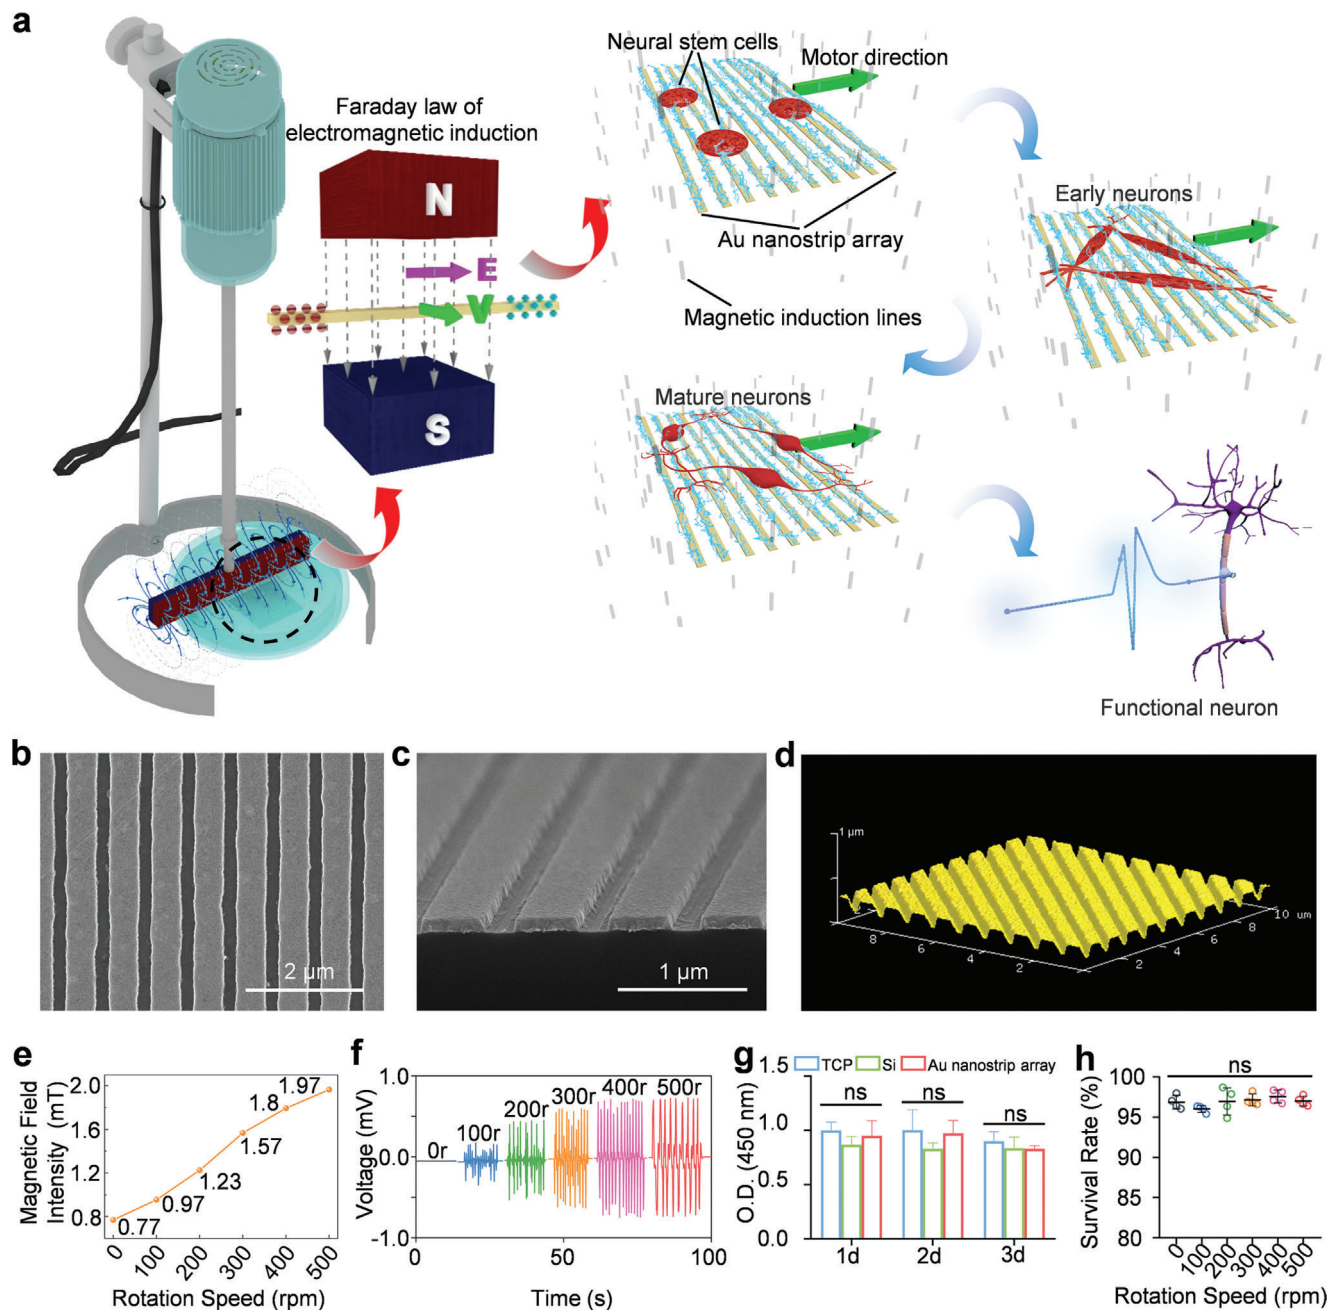 a
Faraday law of
electromagnetic induction
N
E
V
S
Neural stem cells
Motor direction
Au nanostrip array
Magnetic induction lines
Early neurons
Mature neurons
Functional neuron
b
2 μm
c
1 μm
d
1 μm
8
6
4
2
2
4
6
8
10 um
e
Magnetic Field
Intensity (mT)
2.0
1.6
1.2
0.8
0.77
0.97
1.23
1.57
1.8
1.97
0
100
200
300
400
500
Rotation Speed (rpm)
f
Voltage (mV)
1.0
0.0
-1.0
0r
100r
200r
300r
400r
500r
0
50
100
Time (s)
g
O.D. (450 nm)
1.5
1.0
0.5
0.0
TCP
Si
Au nanostrip array
ns
ns
ns
1d
2d
3d
h
Survival Rate (%)
100
95
90
85
80
ns
0
100
200
300
400
500
Rotation Speed (rpm)